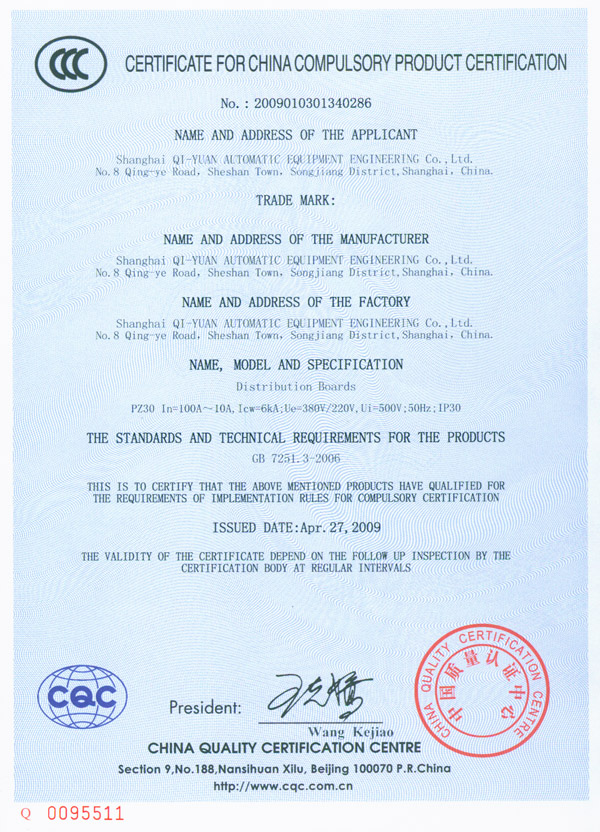 CCC CERTIFICATE FOR CHINA COMPULSORY PRODUCT CERTIFICATION
No.: 2009010301340286
NAME AND ADDRESS OF THE APPLICANT
Shanghai QI-YUAN AUTOMATIC EQUIPMENT ENGINEERING Co.,Ltd.
No.8 Qing-ye Road, Sheshan Town, Songjiang District,Shanghai, China.
TRADE MARK:
NAME AND ADDRESS OF THE MANUFACTURER
Shanghai QI-YUAN AUTOMATIC EQUIPMENT ENGINEERING Co.,Ltd.
No.8 Qing-ye Road, Sheshan Town, Songjiang District,Shanghai, China.
NAME AND ADDRESS OF THE FACTORY
Shanghai QI-YUAN AUTOMATIC EQUIPMENT ENGINEERING Co.,Ltd.
No.8 Qing-ye Road, Sheshan Town, Songjiang District,Shanghai, China.
NAME, MODEL AND SPECIFICATION
Distribution Boards
PZ30 In=100A~10A,Icw=6kA;Ue=380V/220V,Ui=500V;50Hz;IP30
THE STANDARDS AND TECHNICAL REQUIREMENTS FOR THE PRODUCTS
GB 7251.3-2006
THIS IS TO CERTIFY THAT THE ABOVE MENTIONED PRODUCTS HAVE QUALIFIED FOR
THE REQUIREMENTS OF IMPLEMENTATION RULES FOR COMPULSORY CERTIFICATION
ISSUED DATE:Apr.27,2009
THE VALIDITY OF THE CERTIFICATE DEPEND ON THE FOLLOW UP INSPECTION BY THE
CERTIFICATION BODY AT REGULAR INTERVALS
CHINA QUALITY CERTIFICATION CENTRE
中国质量认证中心
CQC
President:
Wang Kejiao
CHINA QUALITY CERTIFICATION CENTRE
Section 9,No.188,Nansihuan Xilu, Beijing 100070 P.R.China
http://www.cqc.com.cn
Q 0095511